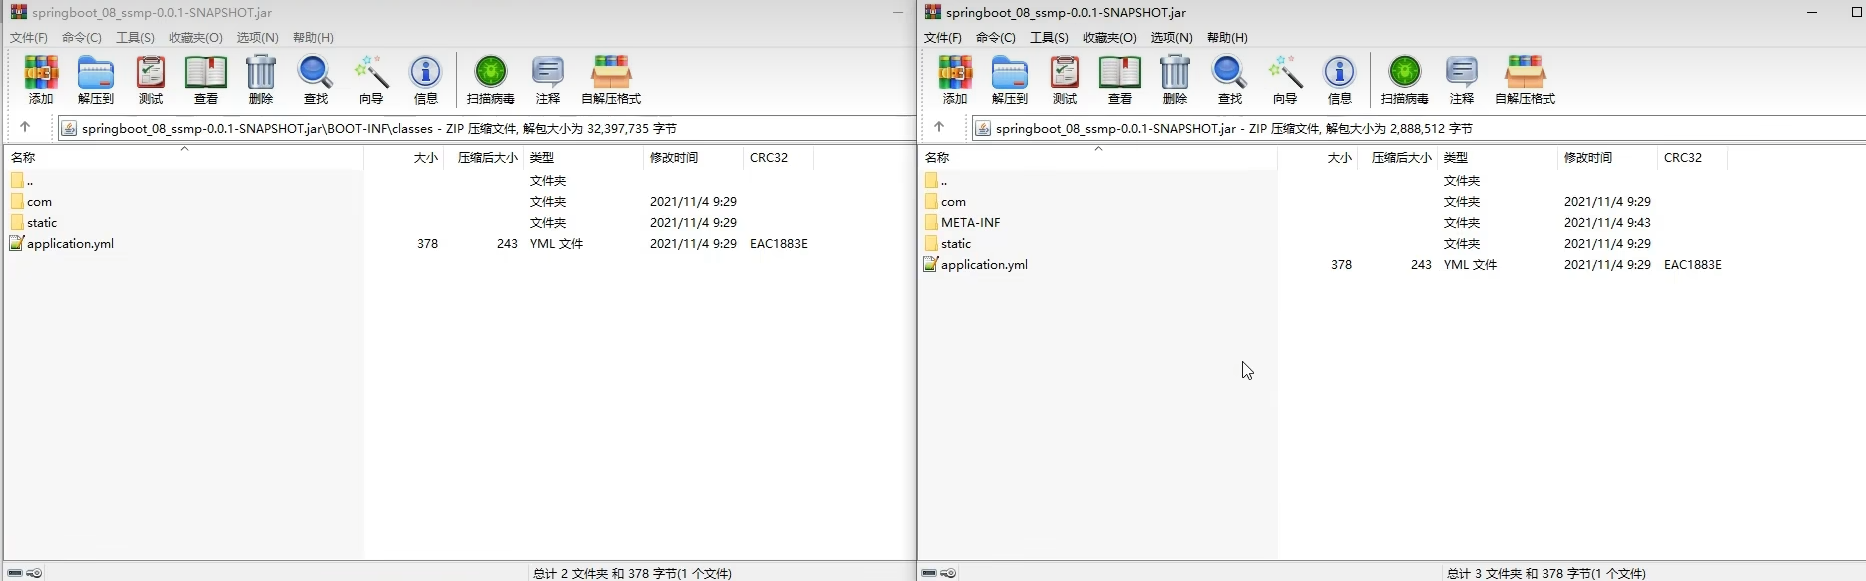 springboot_08_ssmp-0.0.1-SNAPSHOT.jar
文件(F) 命令(C) 工具(S) 收藏夹(O) 选项(N) 帮助(H)
添加 解压到 测试 查看 删除 查找 向导 信息 扫描病毒 注释 自解压格式
springboot_08_ssmp-0.0.1-SNAPSHOT.jar\BOOT-INF\classes - ZIP 压缩文件, 解包大小为 32,397,735 字节
名称 大小 压缩后大小 类型 修改时间 CRC32
.. 文件夹
com 文件夹 2021/11/4 9:29
static 文件夹 2021/11/4 9:29
application.yml 378 243 YML 文件 2021/11/4 9:29 EAC1883E
总计 2 文件夹 和 378 字节(1 个文件)
springboot_08_ssmp-0.0.1-SNAPSHOT.jar
文件(F) 命令(C) 工具(S) 收藏夹(O) 选项(N) 帮助(H)
添加 解压到 测试 查看 删除 查找 向导 信息 扫描病毒 注释 自解压格式
springboot_08_ssmp-0.0.1-SNAPSHOT.jar - ZIP 压缩文件, 解包大小为 2,888,512 字节
名称 大小 压缩后大小 类型 修改时间 CRC32
.. 文件夹
com 文件夹 2021/11/4 9:29
META-INF 文件夹 2021/11/4 9:43
static 文件夹 2021/11/4 9:29
application.yml 378 243 YML 文件 2021/11/4 9:29 EAC1883E
总计 3 文件夹 和 378 字节(1 个文件)